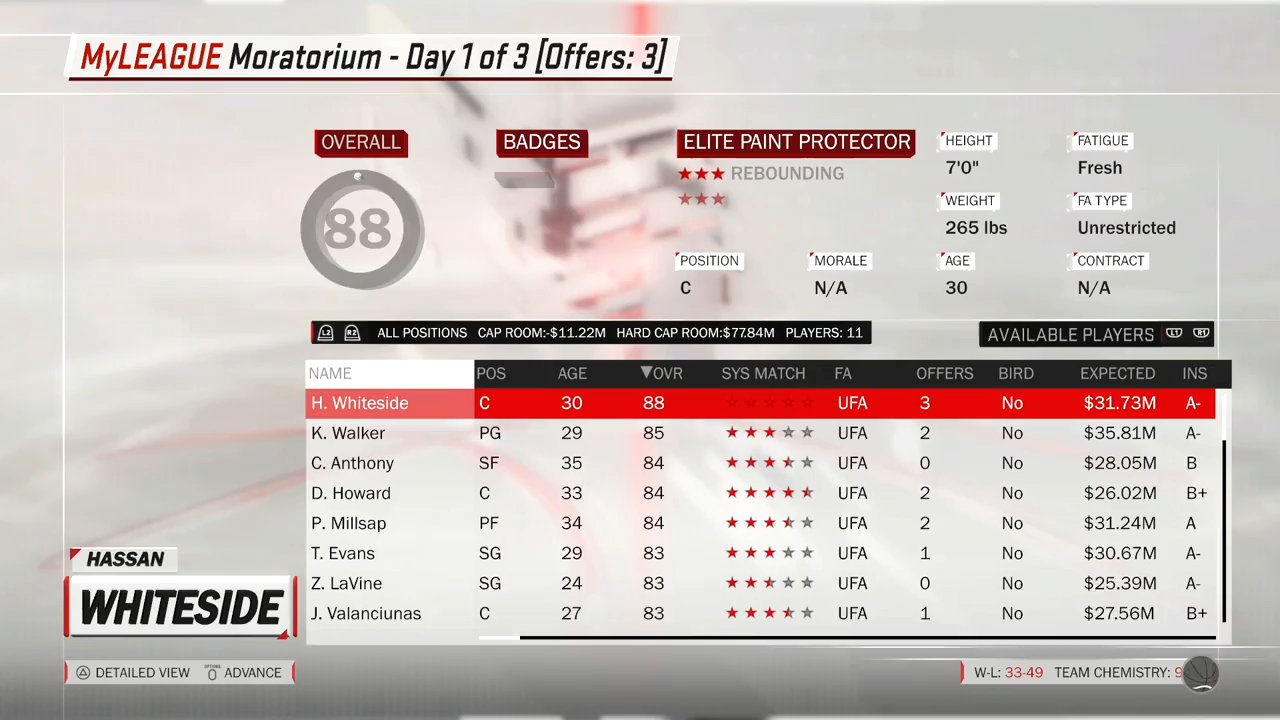 MyLEAGUE Moratorium - Day 1 of 3 [Offers: 3]
OVERALL
88
BADGES
ELITE PAINT PROTECTOR
REBOUNDING
HEIGHT
7'0"
FATIGUE
Fresh
WEIGHT
265 lbs
FA TYPE
Unrestricted
POSITION
C
MORALE
N/A
AGE
30
CONTRACT
N/A
L2 R2 ALL POSITIONS CAP ROOM:-$11.22M HARD CAP ROOM:$77.84M PLAYERS: 11
AVAILABLE PLAYERS L1 R1
NAME POS AGE OVR SYS MATCH FA OFFERS BIRD EXPECTED INS
H. Whiteside C 30 88 UFA 3 No $31.73M A-
K. Walker PG 29 85 UFA 2 No $35.81M A-
C. Anthony SF 35 84 UFA 0 No $28.05M B
D. Howard C 33 84 UFA 2 No $26.02M B+
P. Millsap PF 34 84 UFA 2 No $31.24M A
T. Evans SG 29 83 UFA 1 No $30.67M A-
Z. LaVine SG 24 83 UFA 0 No $25.39M A-
J. Valanciunas C 27 83 UFA 1 No $27.56M B+
HASSAN
WHITESIDE
DETAILED VIEW OPTIONS ADVANCE
W-L: 33-49 TEAM CHEMISTRY: 9